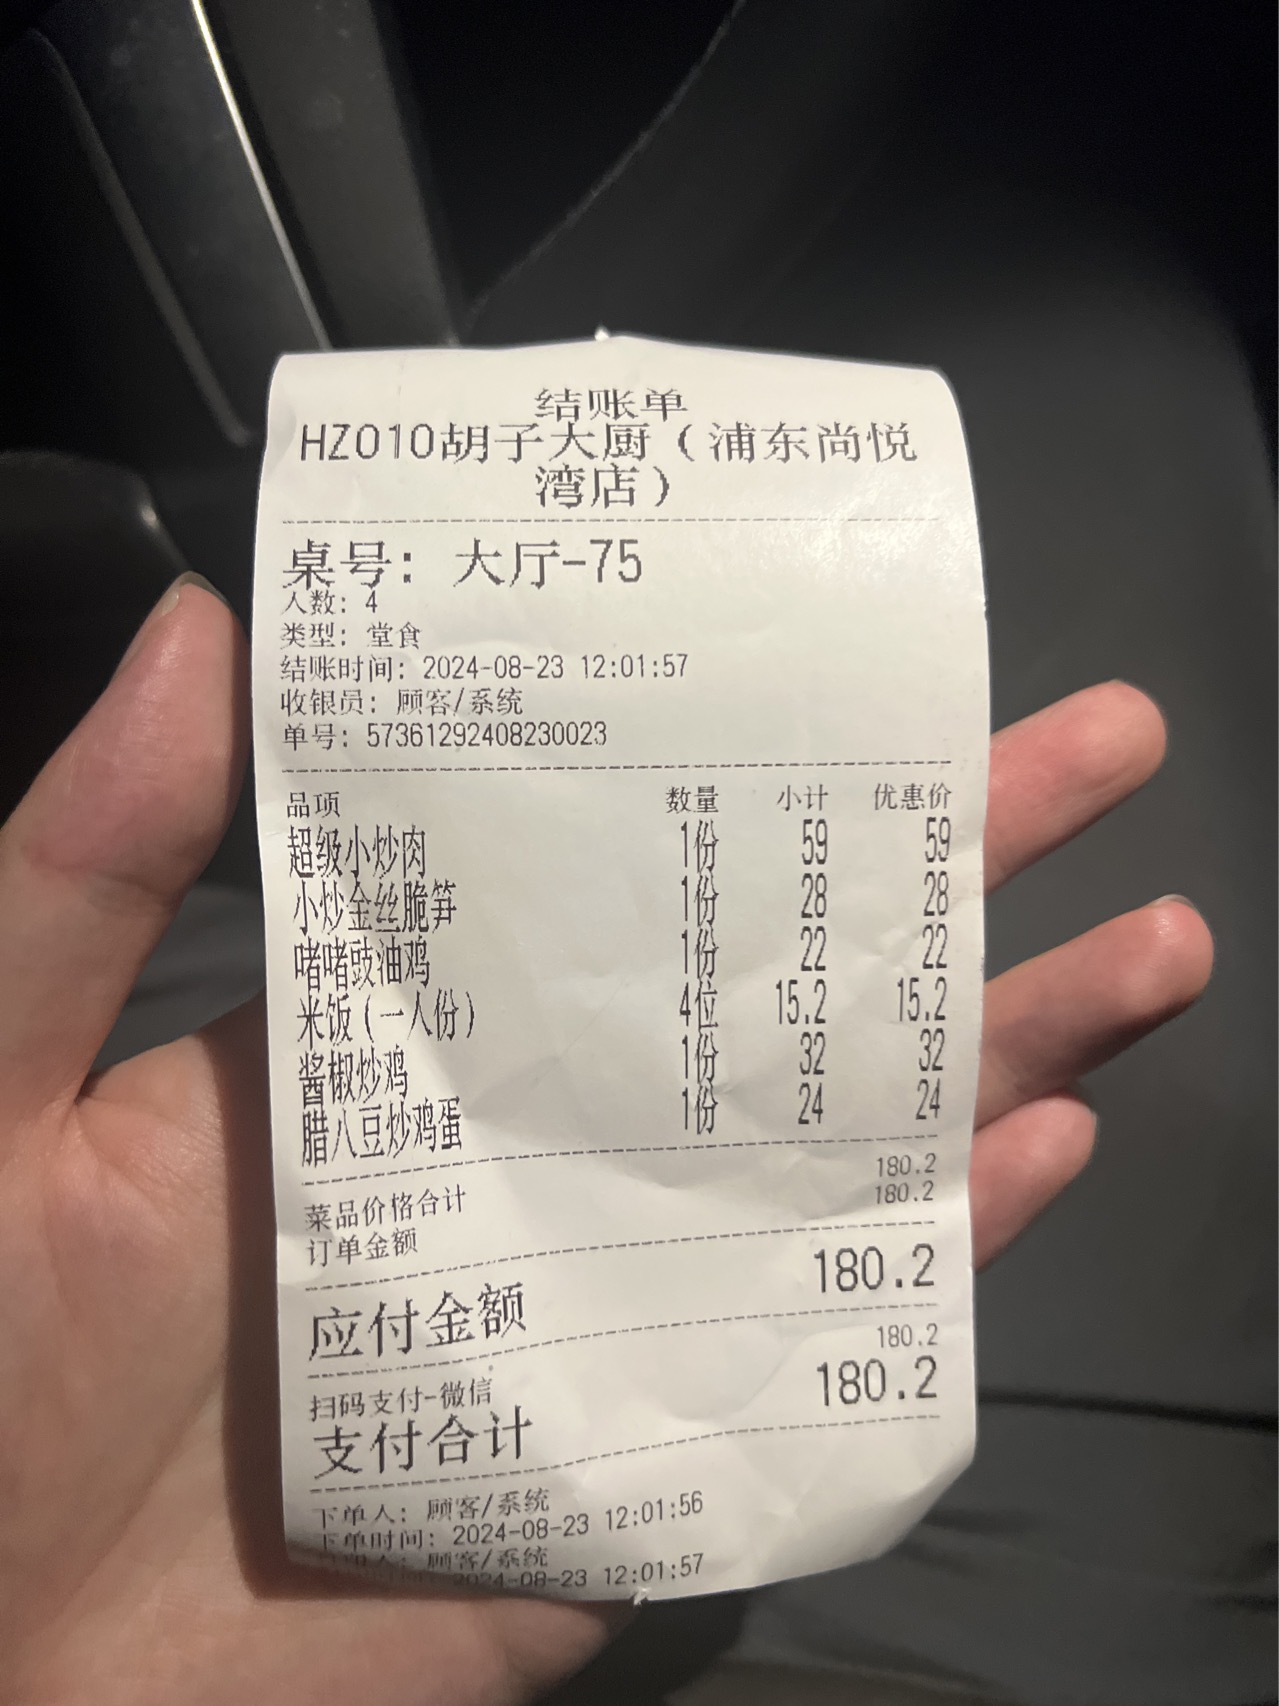 结账单
HZ010胡子大厨（浦东尚悦
湾店）
桌号：大厅-75
人数：4
类型：堂食
结账时间：2024-08-23 12:01:57
收银员：顾客/系统
单号：573612924082300​23
品项 数量 小计 优惠价
超级小炒肉 1份 59 59
小炒金丝脆笋 1份 28 28
啫啫豉油鸡 1份 22 22
米饭（一人份） 4位 15.2 15.2
酱椒炒鸡 1份 32 32
腊八豆炒鸡蛋 1份 24 24
菜品价格合计 180.2
订单金额 180.2
应付金额 180.2
扫码支付-微信 180.2
支付合计 180.2
下单人：顾客/系统
下单时间：2024-08-23 12:01:56
顾客/系统
2024-08-23 12:01:57